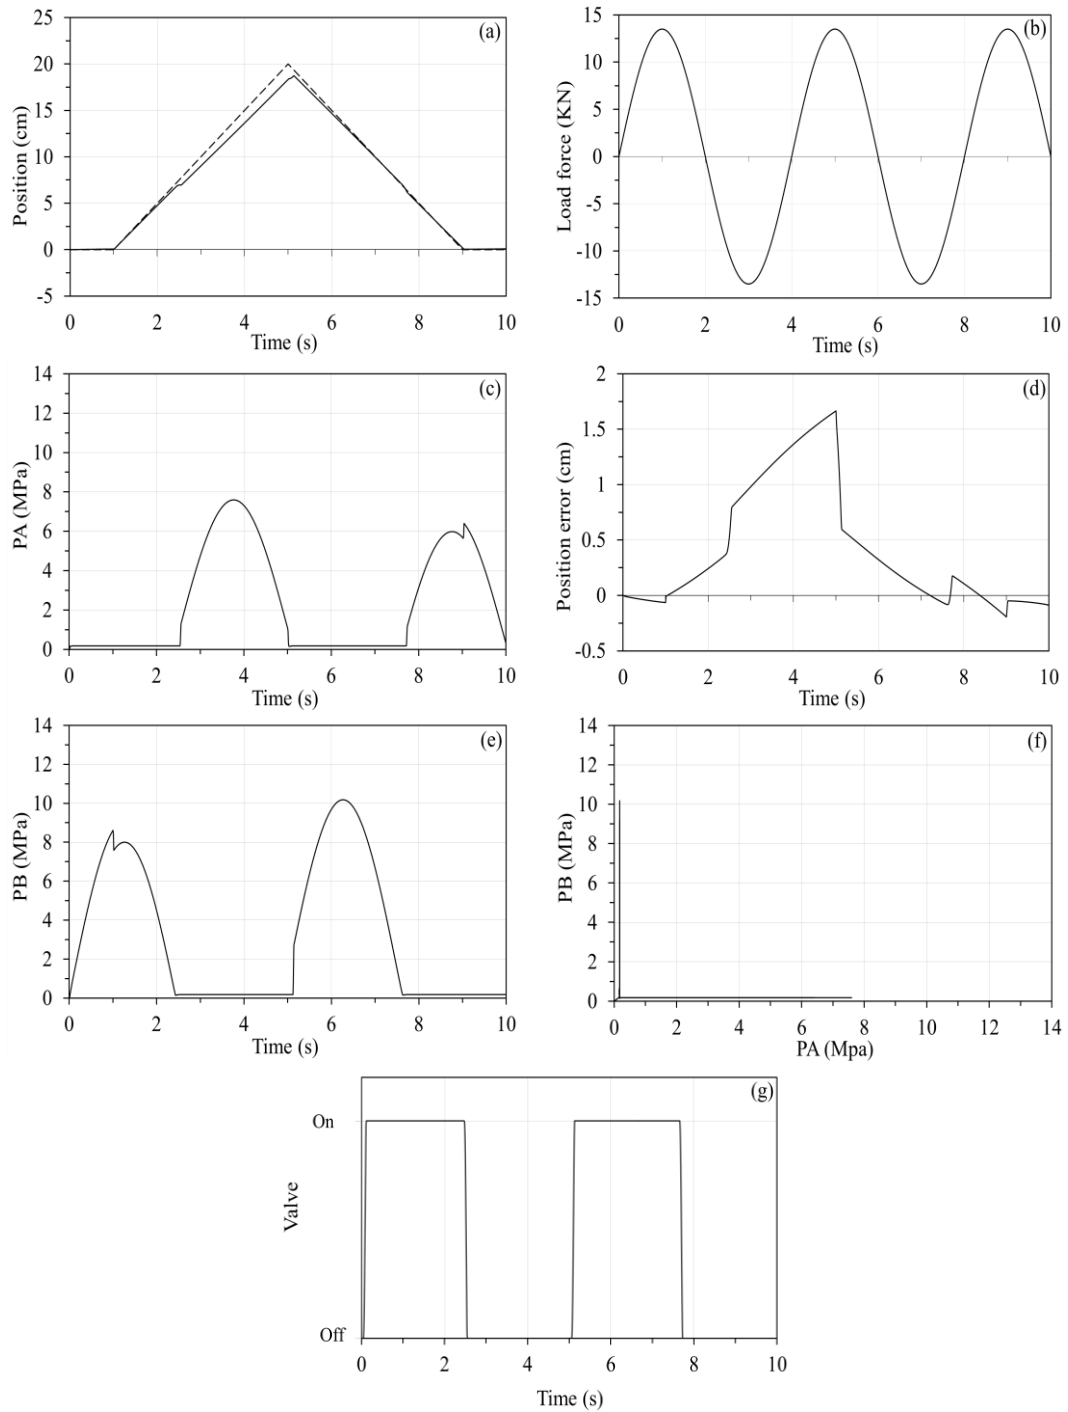 (a)
Position (cm)
25
20
15
10
5
0
-5
0 2 4 6 8 10
Time (s)
(b)
Load force (KN)
15
10
5
0
-5
-10
-15
0 2 4 6 8 10
Time (s)
(c)
PA (MPa)
14
12
10
8
6
4
2
0
0 2 4 6 8 10
Time (s)
(d)
Position error (cm)
2
1.5
1
0.5
0
-0.5
0 2 4 6 8 10
Time (s)
(e)
PB (MPa)
14
12
10
8
6
4
2
0
0 2 4 6 8 10
Time (s)
(f)
PB (MPa)
14
12
10
8
6
4
2
0
0 2 4 6 8 10 12 14
PA (Mpa)
(g)
Valve
On
Off
0 2 4 6 8 10
Time (s)